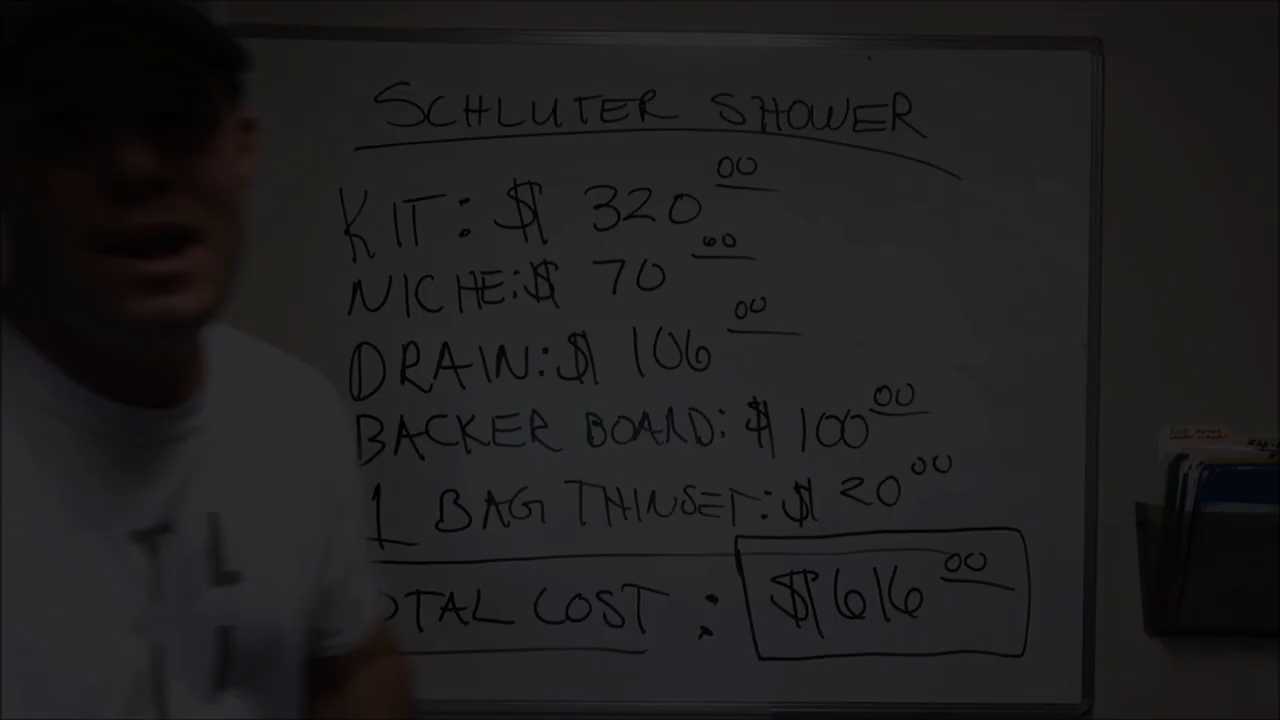 SCHLUTER SHOWER
KIT: $ 320 00
NICHE: $ 70 00
DRAIN: $ 106 00
BACKER BOARD: $ 100 00
1 BAG THINSET: $ 20 00
OTAL COST : $616 00